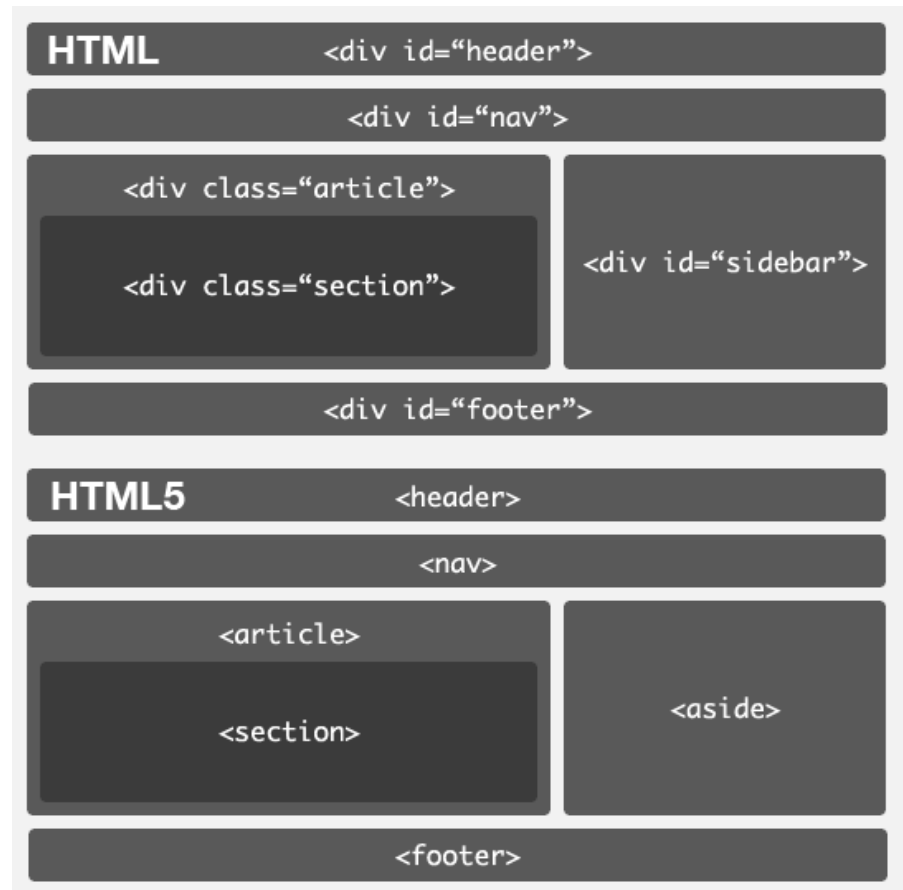 HTML <div id=“header”>
<div id=“nav”>
<div class=“article”>
<div class=“section”>
<div id=“sidebar”>
<div id=“footer”>
HTML5 <header>
<nav>
<article>
<section>
<aside>
<footer>